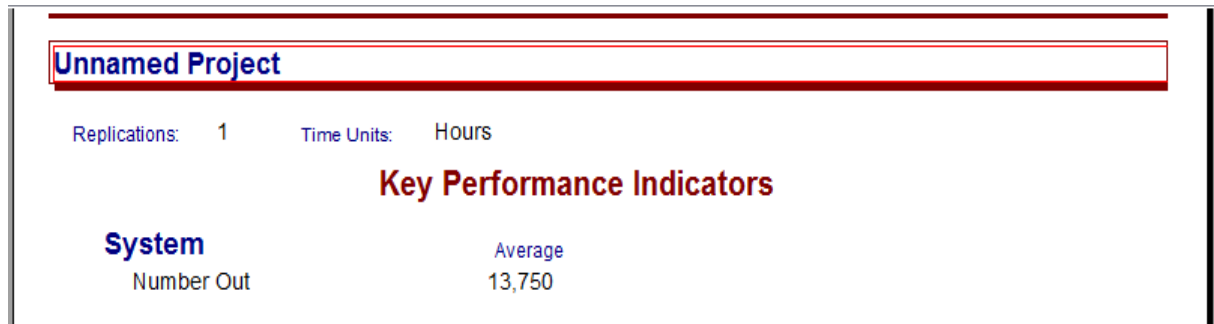 Unnamed Project
Replications: 1 Time Units: Hours
Key Performance Indicators
System Average
Number Out 13,750